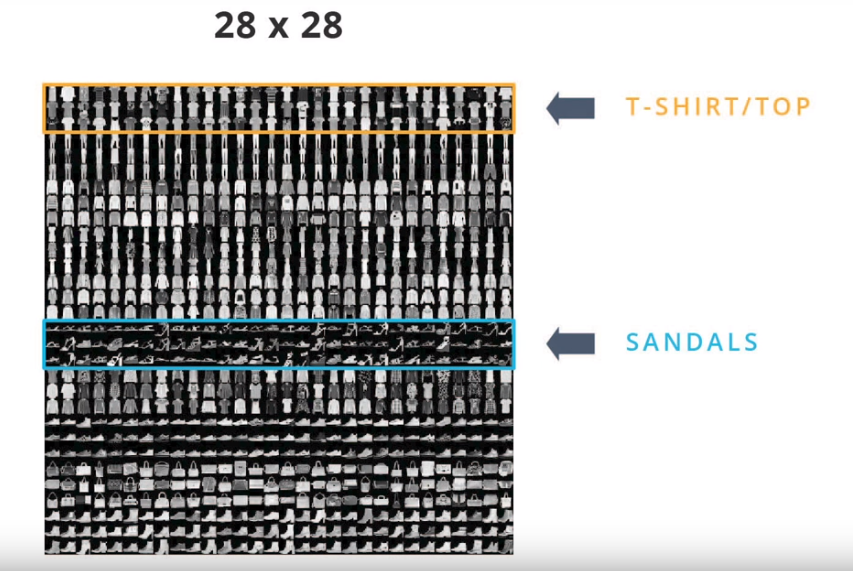 28 x 28
T-SHIRT/TOP
SANDALS